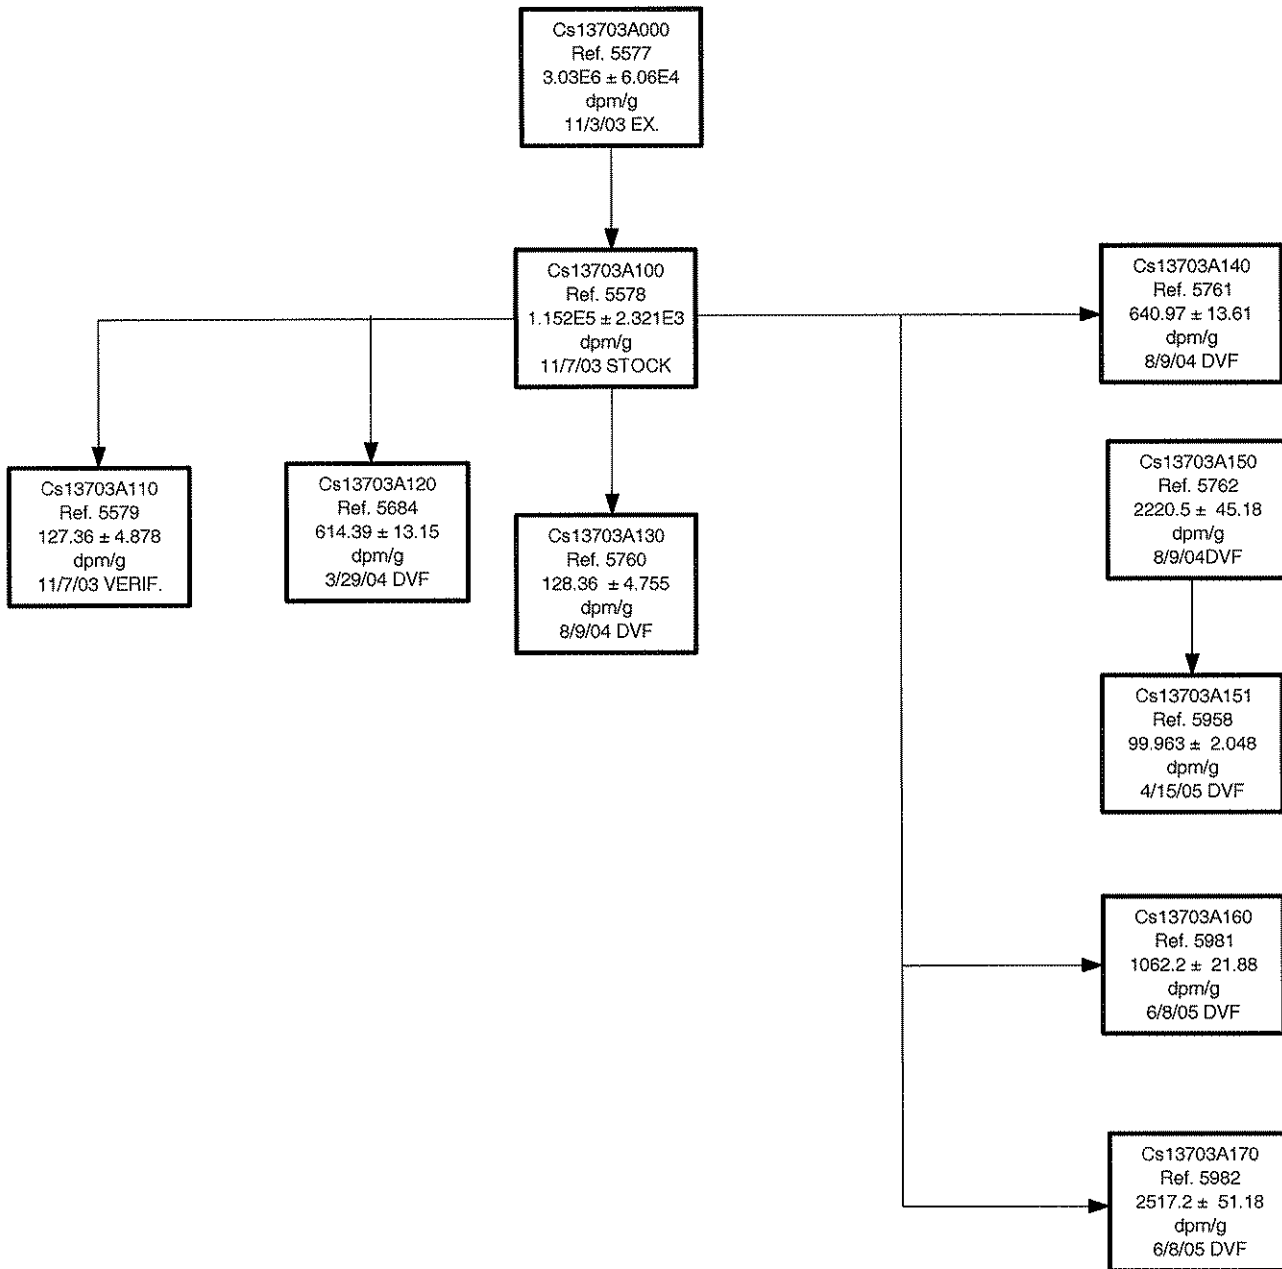 Cs13703A000
Ref. 5577
3.03E6 ± 6.06E4
dpm/g
11/3/03 EX.
Cs13703A100
Ref. 5578
1.152E5 ± 2.321E3
dpm/g
11/7/03 STOCK
Cs13703A140
Ref. 5761
640.97 ± 13.61
dpm/g
8/9/04 DVF
Cs13703A110
Ref. 5579
127.36 ± 4.878
dpm/g
11/7/03 VERIF.
Cs13703A120
Ref. 5684
614.39 ± 13.15
dpm/g
3/29/04 DVF
Cs13703A130
Ref. 5760
128.36 ± 4.755
dpm/g
8/9/04 DVF
Cs13703A150
Ref. 5762
2220.5 ± 45.18
dpm/g
8/9/04DVF
Cs13703A151
Ref. 5958
99.963 ± 2.048
dpm/g
4/15/05 DVF
Cs13703A160
Ref. 5981
1062.2 ± 21.88
dpm/g
6/8/05 DVF
Cs13703A170
Ref. 5982
2517.2 ± 51.18
dpm/g
6/8/05 DVF